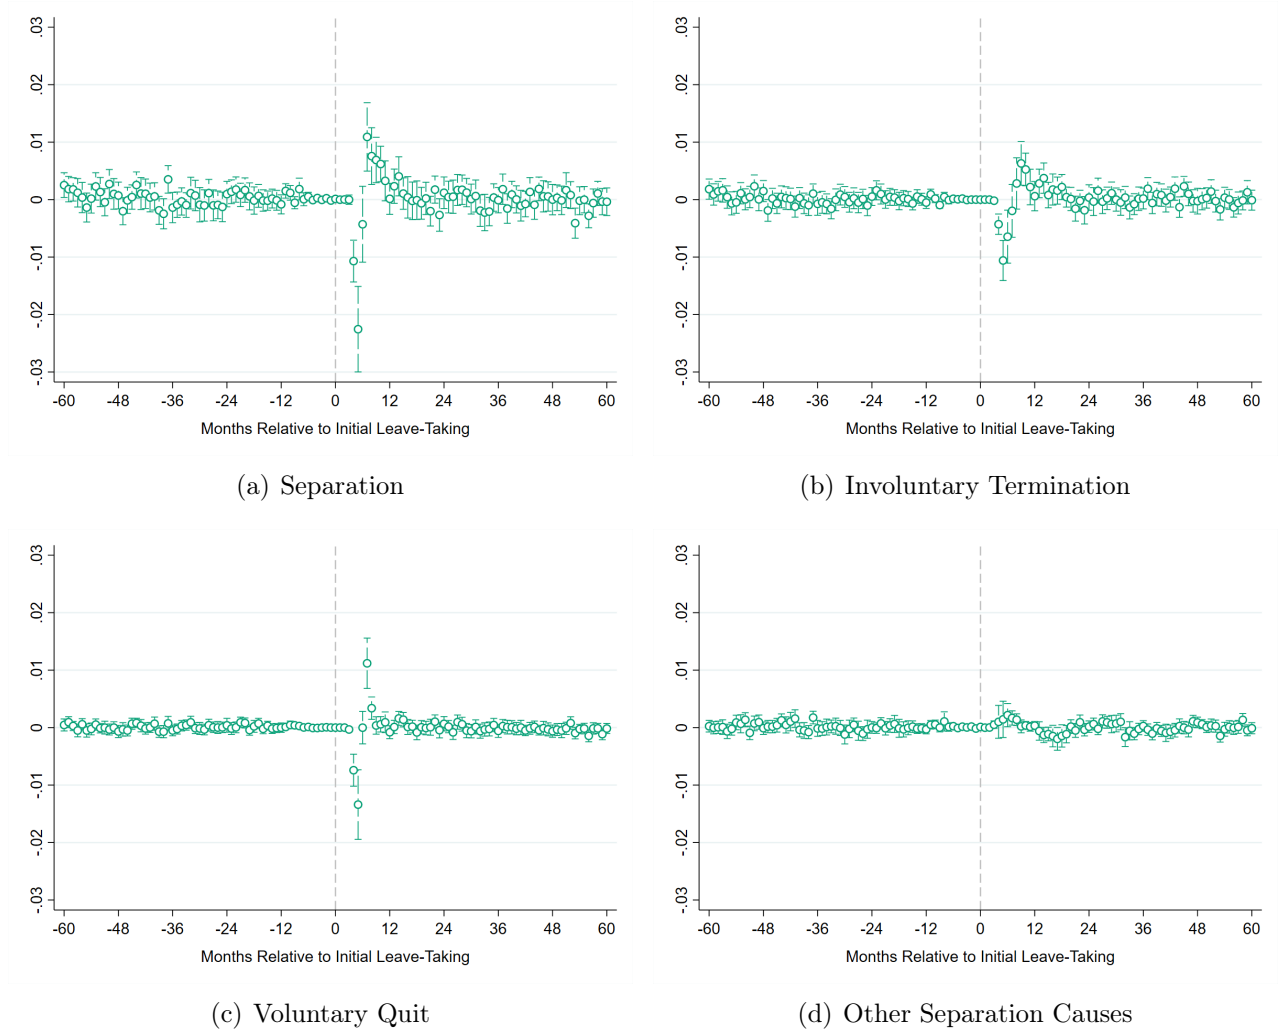 .03
.02
.01
0
-.01
-.02
-.03
-60 -48 -36 -24 -12 0 12 24 36 48 60
Months Relative to Initial Leave-Taking
(a) Separation
.03
.02
.01
0
-.01
-.02
-.03
-60 -48 -36 -24 -12 0 12 24 36 48 60
Months Relative to Initial Leave-Taking
(b) Involuntary Termination
.03
.02
.01
0
-.01
-.02
-.03
-60 -48 -36 -24 -12 0 12 24 36 48 60
Months Relative to Initial Leave-Taking
(c) Voluntary Quit
.03
.02
.01
0
-.01
-.02
-.03
-60 -48 -36 -24 -12 0 12 24 36 48 60
Months Relative to Initial Leave-Taking
(d) Other Separation Causes